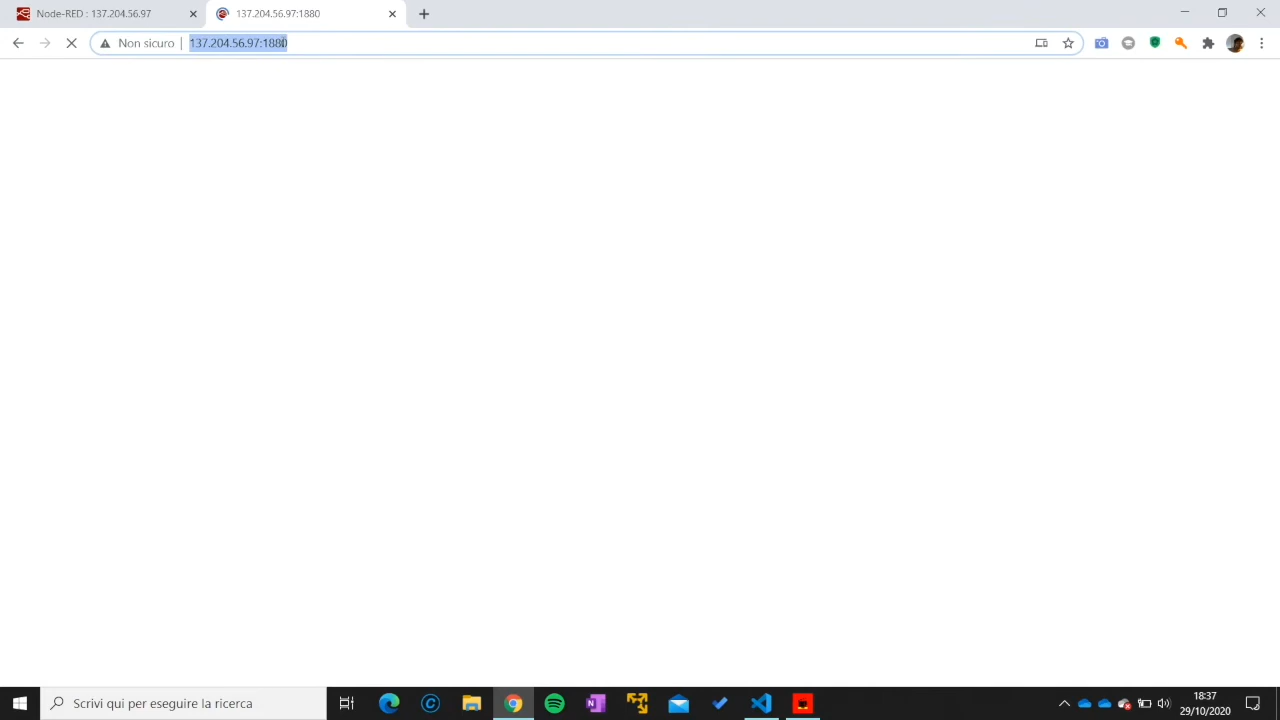 Node-RED : 137.204.56.97
137.204.56.97:1880
Non sicuro | 137.204.56.97:1880
Scrivi qui per eseguire la ricerca
18:37
29/10/2020